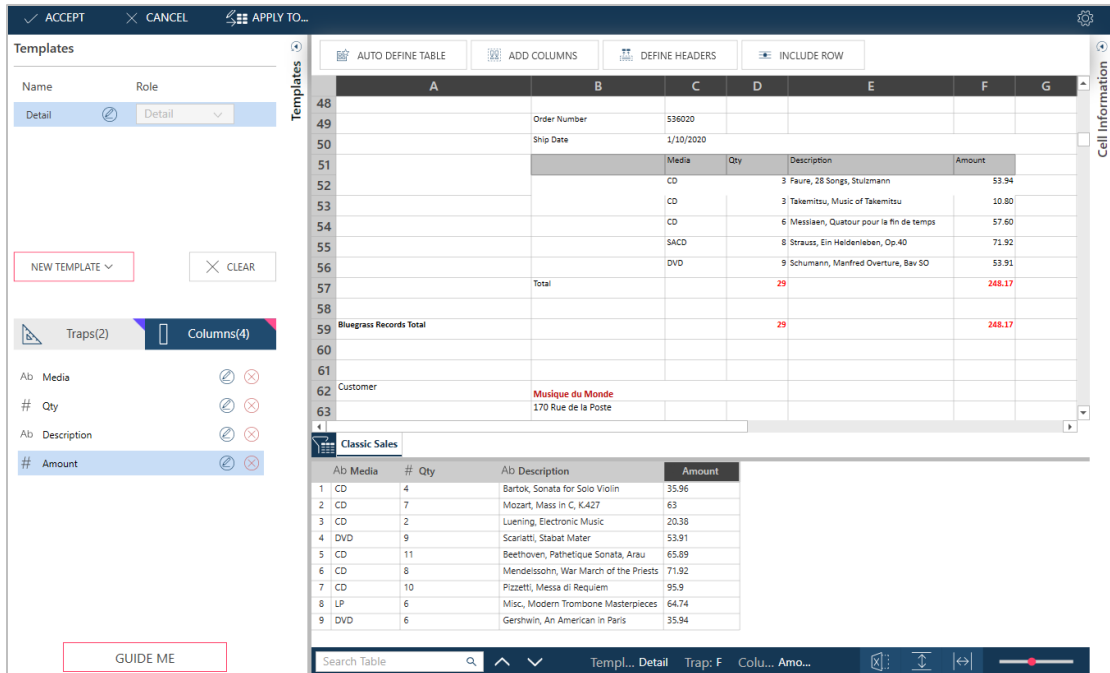 ACCEPT CANCEL APPLY TO...
Templates
Name Role
Detail Detail
NEW TEMPLATE CLEAR
Traps(2) Columns(4)
Ab Media
# Qty
Ab Description
# Amount
GUIDE ME
Templates
AUTO DEFINE TABLE ADD COLUMNS DEFINE HEADERS INCLUDE ROW
Cell Information
A B C D E F G
48
49 Order Number 536020
50 Ship Date 1/10/2020
51 Media Qty Description Amount
52 CD 3 Faure, 28 Songs, Stulzmann 53.94
53 CD 3 Takemitsu, Music of Takemitsu 10.80
54 CD 6 Messiaen, Quatour pour la fin de temps 57.60
55 SACD 8 Strauss, Ein Heldenleben, Op.40 71.92
56 DVD 9 Schumann, Manfred Overture, Bav SO 53.91
57 Total 29 248.17
58
59 Bluegrass Records Total 29 248.17
60
61
62 Customer Musique du Monde
63 170 Rue de la Poste
Classic Sales
Ab Media # Qty Ab Description Amount
1 CD 4 Bartok, Sonata for Solo Violin 35.96
2 CD 7 Mozart, Mass in C, K.427 63
3 CD 2 Luening, Electronic Music 20.38
4 DVD 9 Scarlatti, Stabat Mater 53.91
5 CD 11 Beethoven, Pathetique Sonata, Arau 65.89
6 CD 8 Mendelssohn, War March of the Priests 71.92
7 CD 10 Pizzetti, Messa di Requiem 95.9
8 LP 6 Misc., Modern Trombone Masterpieces 64.74
9 DVD 6 Gershwin, An American in Paris 35.94
Search Table Templ... Detail Trap: F Colu... Amo...